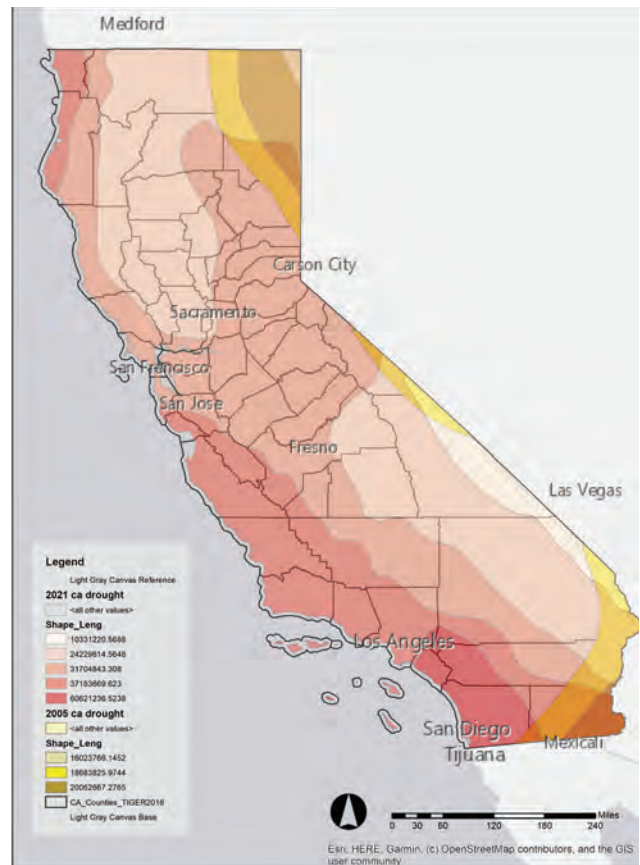 Medford
Carson City
Sacramento
San Francisco
San Jose
Fresno
Las Vegas
Los Angeles
San Diego
Tijuana
Mexicali
Legend
Light Gray Canvas Reference
2021 ca drought
<all other values>
Shape_Leng
10331220.5698
24229814.5648
31704843.308
37183669.623
60621236.5238
2005 ca drought
<all other values>
Shape_Leng
16023766.1452
18683825.9744
20062667.2765
CA_Counties_TIGER2016
Light Gray Canvas Base
Miles
0 30 60 120 180 240
Esri, HERE, Garmin, (c) OpenStreetMap contributors, and the GIS
user community